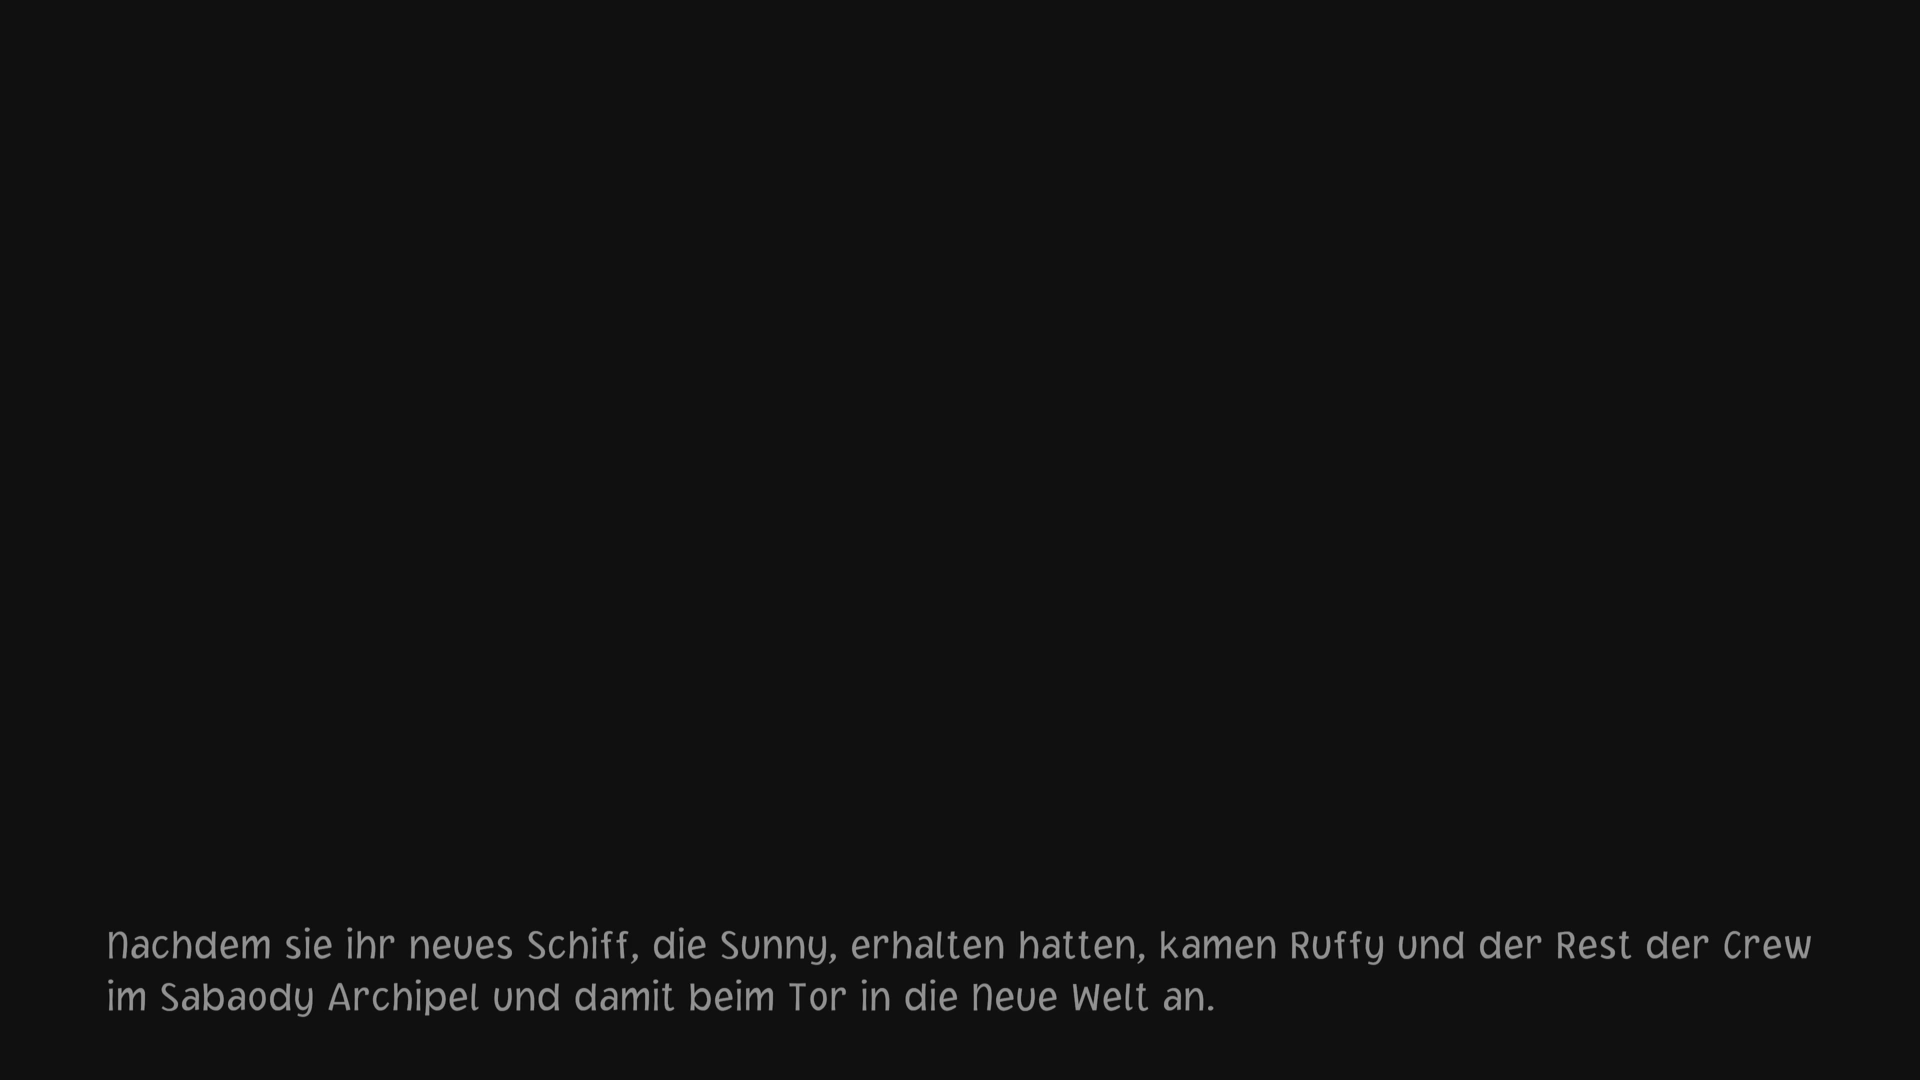 Nachdem sie ihr neues Schiff, die Sunny, erhalten hatten, kamen Ruffy und der Rest der Crew
im Sabaody Archipel und damit beim Tor in die Neue Welt an.